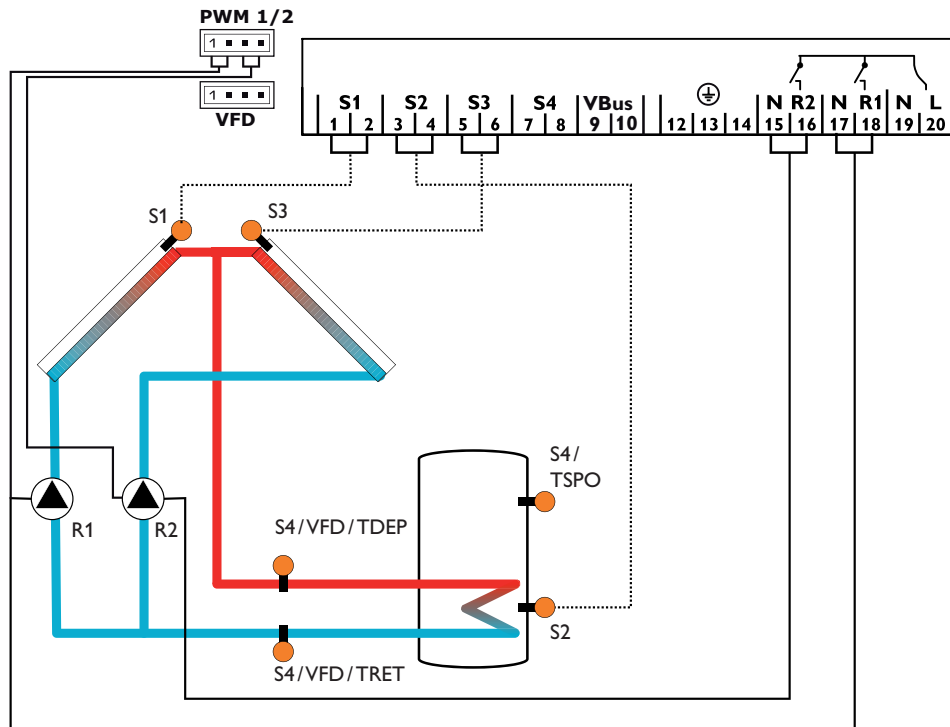 PWM 1/2
1
1
VFD
S1 S2 S3 S4 VBus N R2 N R1 N L
1 2 3 4 5 6 7 8 9 10 12 13 14 15 16 17 18 19 20
S1 S3
S4/
TSPO
R1 R2
S4/VFD/TDEP
S2
S4/VFD/TRET